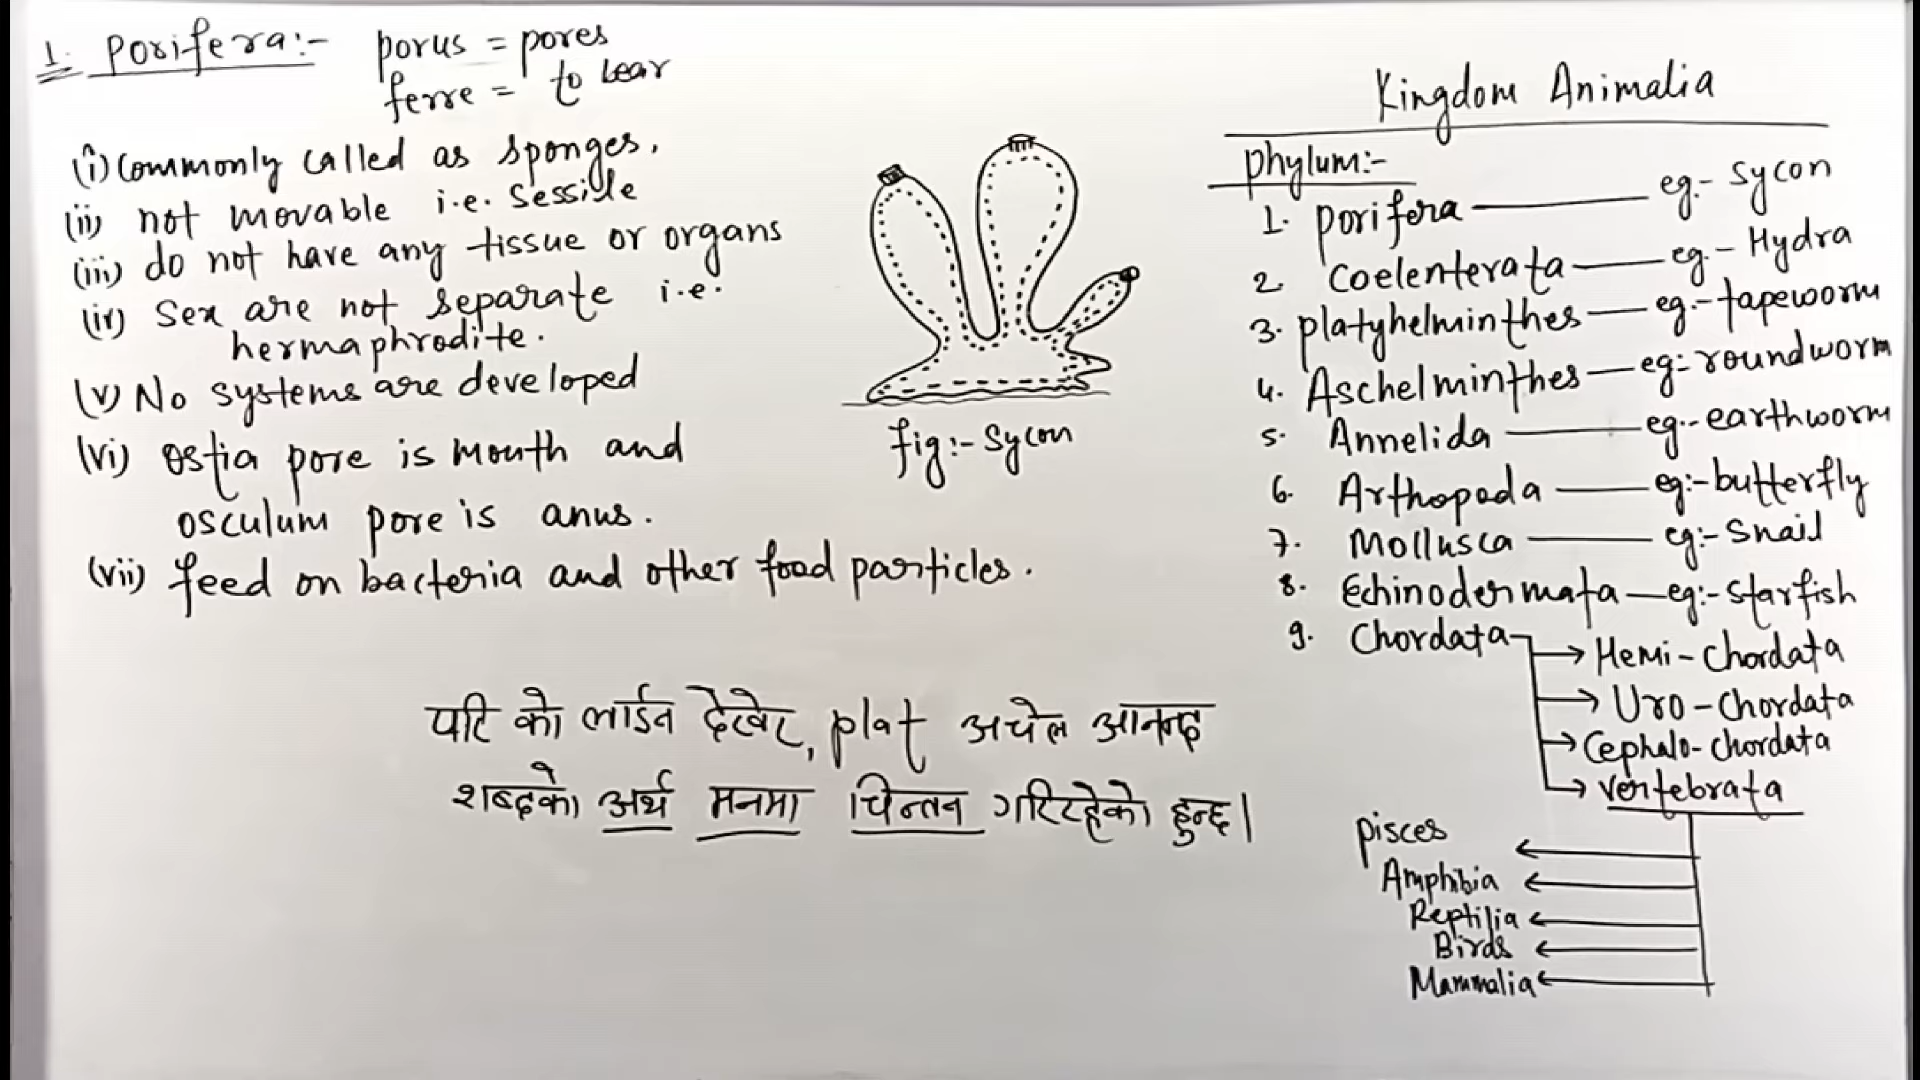 1. Porifera:- porus = pores
ferre = to bear
(i) Commonly called as sponges.
(ii) not movable i.e. sessile
(iii) do not have any tissue or organs
(iv) Sex are not separate i.e.
hermaphrodite.
(v) No systems are developed
(vi) Ostia pore is mouth and
osculum pore is anus.
(vii) feed on bacteria and other food particles.
fig:- Sycon
पटि को लाईन देखेर, plat अचेल आनन्द
शब्दको अर्थ मनमा चिन्तन गरिरहेको हुन्छ।
Kingdom Animalia
Phylum:-
1. Porifera — eg:- Sycon
2. Coelenterata — eg:- Hydra
3. Platyhelminthes — eg:- tapeworm
4. Aschelminthes — eg:- roundworm
5. Annelida — eg:- earthworm
6. Arthopoda — eg:- butterfly
7. Mollusca — eg:- Snail
8. Echinodermata — eg:- starfish
9. Chordata → Hemi-Chordata
→ Uro-Chordata
→ Cephalo-chordata
→ Vertebrata
Pisces ←
Amphibia ←
Reptilia ←
Birds ←
Mammalia ←